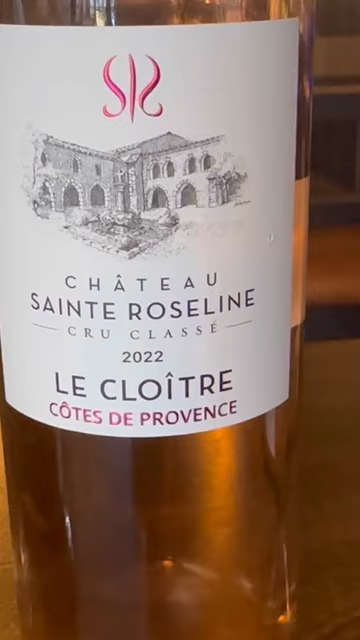 CHÂTEAU
SAINTE ROSELINE
CRU CLASSÉ
2022
LE CLOÎTRE
CÔTES DE PROVENCE